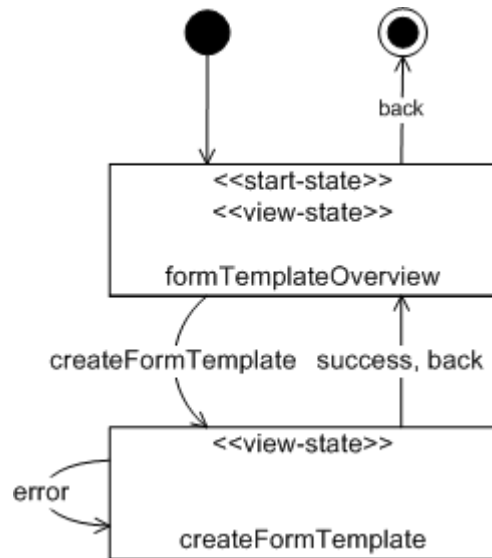 back
<<start-state>>
<<view-state>>
formTemplateOverview
createFormTemplate
success, back
<<view-state>>
error
createFormTemplate